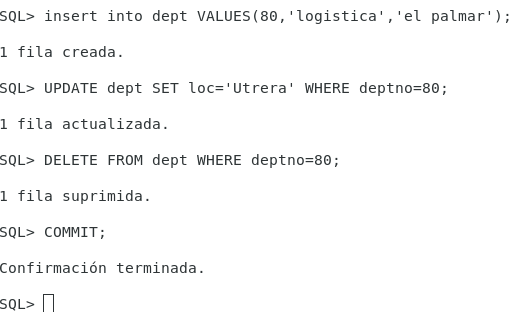 SQL> insert into dept VALUES(80,'logistica','el palmar');
1 fila creada.
SQL> UPDATE dept SET loc='Utrera' WHERE deptno=80;
1 fila actualizada.
SQL> DELETE FROM dept WHERE deptno=80;
1 fila suprimida.
SQL> COMMIT;
Confirmación terminada.
SQL>